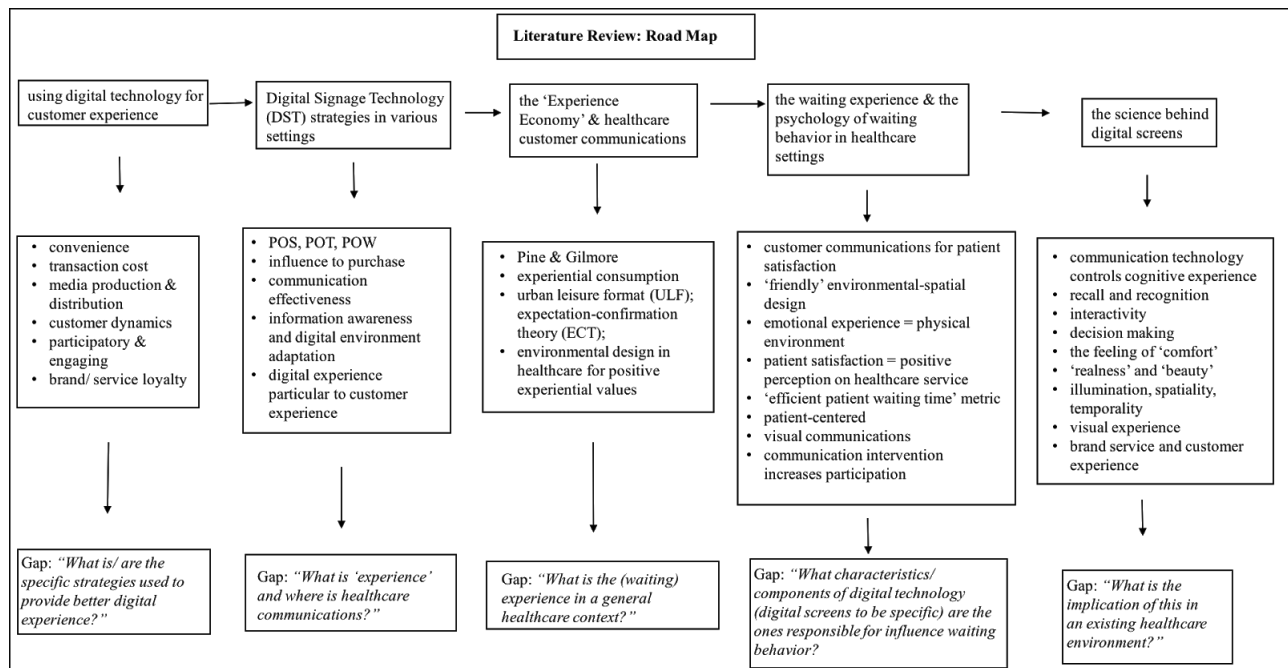 Literature Review: Road Map
using digital technology for
customer experience
Digital Signage Technology
(DST) strategies in various
settings
the ‘Experience
Economy’ & healthcare
customer communications
the waiting experience & the
psychology of waiting
behavior in healthcare
settings
the science behind
digital screens
• convenience
• transaction cost
• media production &
distribution
• customer dynamics
• participatory &
engaging
• brand/ service loyalty
• POS, POT, POW
• influence to purchase
• communication
effectiveness
• information awareness
and digital environment
adaptation
• digital experience
particular to customer
experience
• Pine & Gilmore
• experiential consumption
• urban leisure format (ULF);
expectation-confirmation
theory (ECT);
• environmental design in
healthcare for positive
experiential values
• customer communications for patient
satisfaction
• ‘friendly’ environmental-spatial
design
• emotional experience = physical
environment
• patient satisfaction = positive
perception on healthcare service
• ‘efficient patient waiting time’ metric
• patient-centered
• visual communications
• communication intervention
increases participation
• communication technology
controls cognitive experience
• recall and recognition
• interactivity
• decision making
• the feeling of ‘comfort’
• ‘realness’ and ‘beauty’
• illumination, spatiality,
temporality
• visual experience
• brand service and customer
experience
Gap: “What is/ are the
specific strategies used to
provide better digital
experience?”
Gap: “What is ‘experience’
and where is healthcare
communications?”
Gap: “What is the (waiting)
experience in a general
healthcare context?”
Gap: “What characteristics/
components of digital technology
(digital screens to be specific) are the
ones responsible for influence waiting
behavior?
Gap: “What is the
implication of this in
an existing healthcare
environment?”